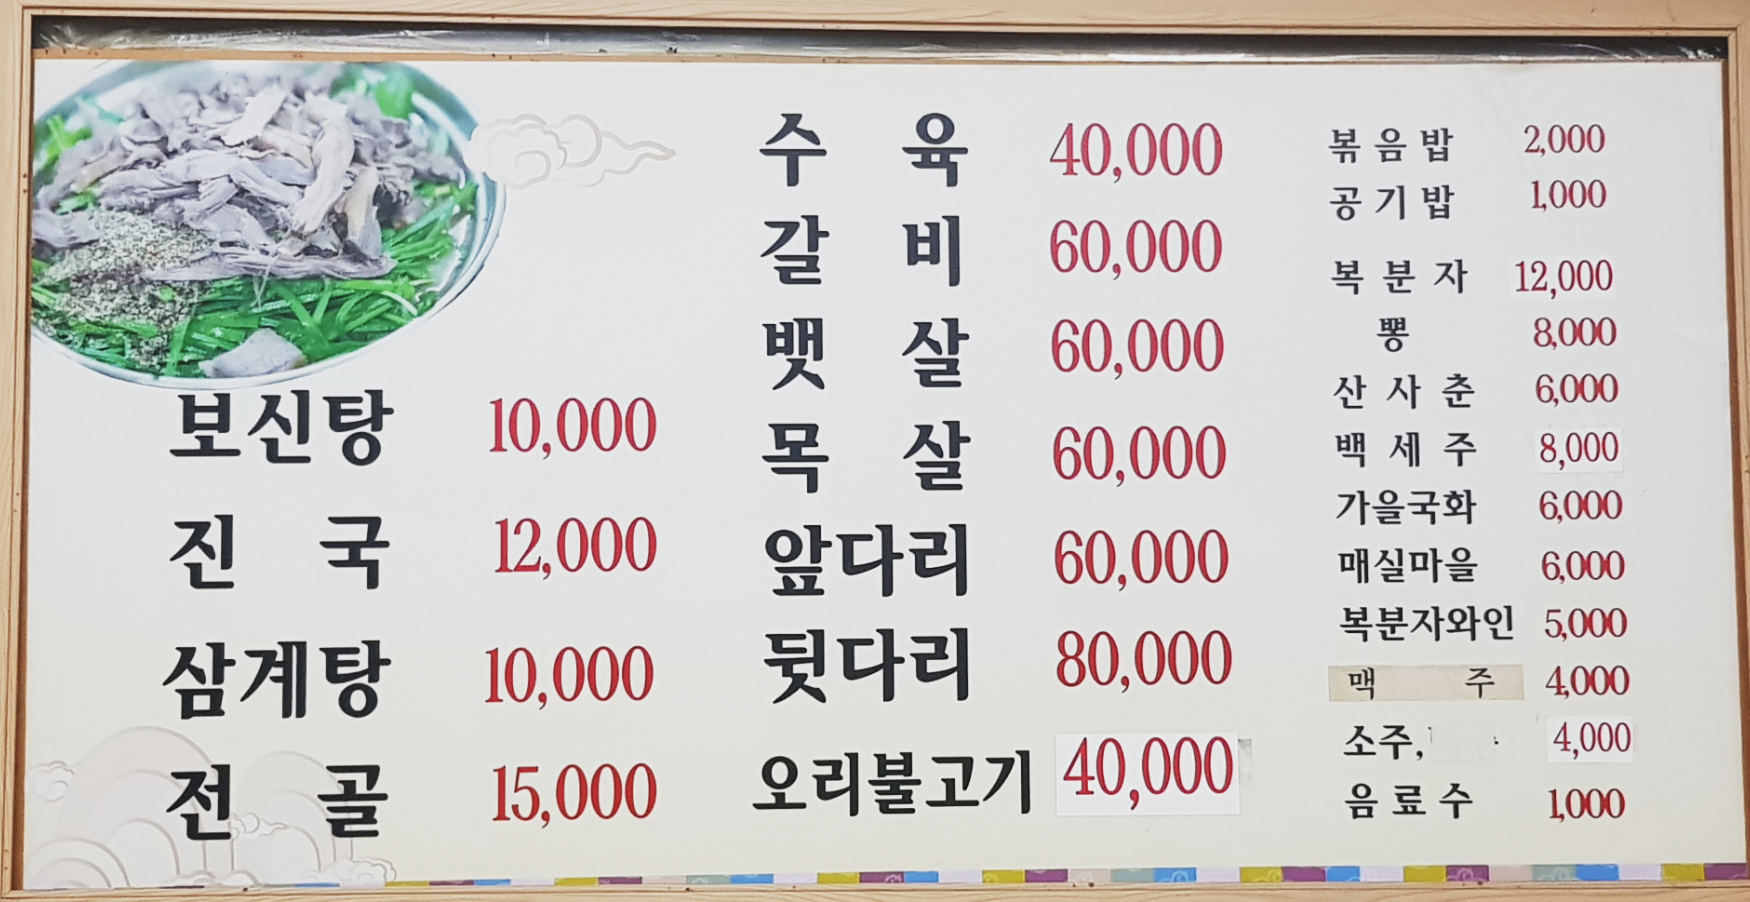 보신탕 10,000
진 국 12,000
삼계탕 10,000
전 골 15,000
수 육 40,000
갈 비 60,000
뱃 살 60,000
목 살 60,000
앞다리 60,000
뒷다리 80,000
오리불고기 40,000
볶음밥 2,000
공기밥 1,000
복 분 자 12,000
뽕 8,000
산 사 춘 6,000
백 세 주 8,000
가을국화 6,000
매실마을 6,000
복분자와인 5,000
맥 주 4,000
소주, 4,000
음료수 1,000